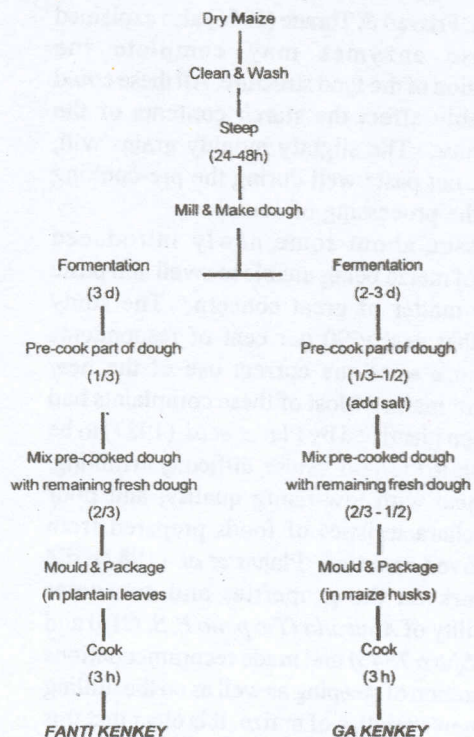 Dry Maize
Clean & Wash
Steep
(24-48h)
Mill & Make dough
Fermentation
(3 d)
Pre-cook part of dough
(1/3)
Mix pre-cooked dough
with remaining fresh dough
(2/3)
Mould & Package
(in plantain leaves)
Cook
(3 h)
FANTI KENKEY
Fermentation
(2-3 d)
Pre-cook part of dough
(1/3-1/2)
(add salt)
Mix pre-cooked dough
with remaining fresh dough
(2/3 - 1/2)
Mould & Package
(in maize husks)
Cook
(3 h)
GA KENKEY